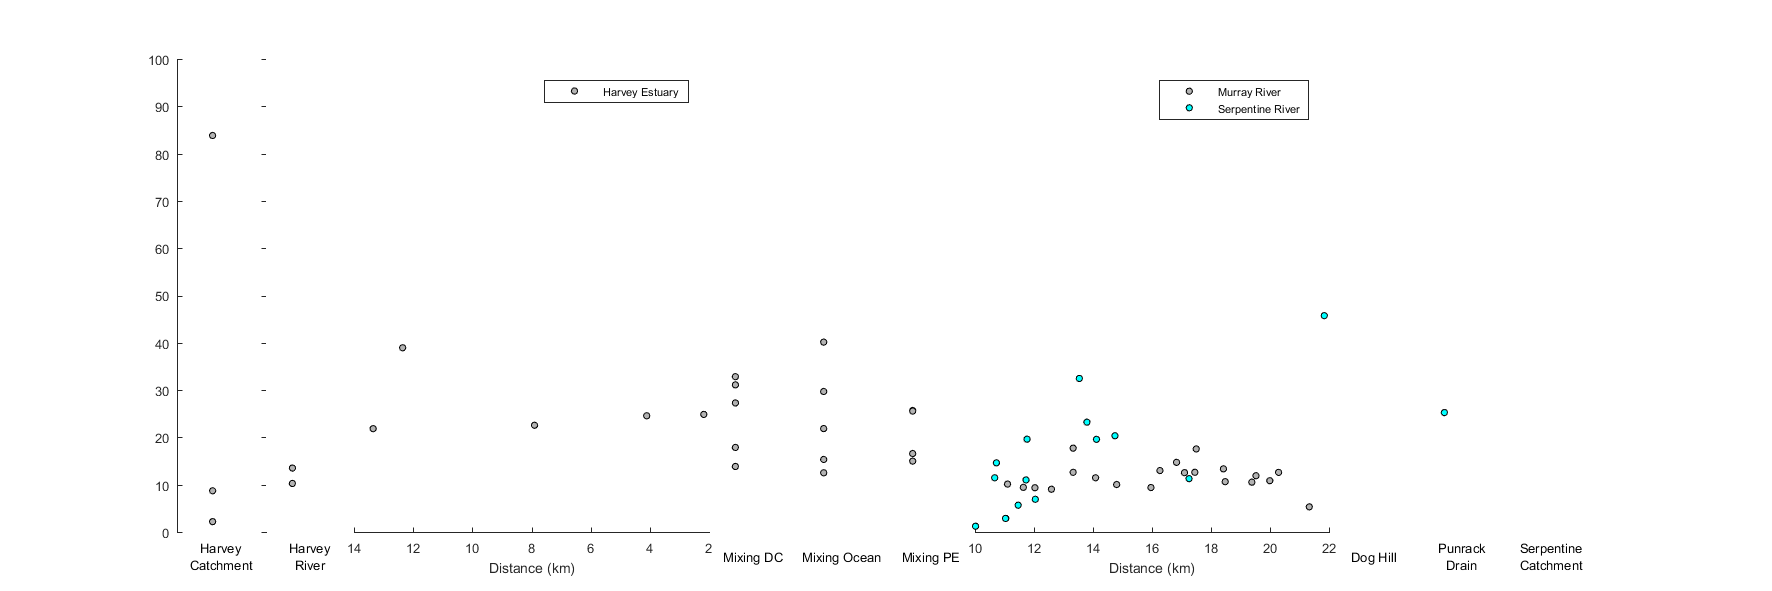 100
90
80
70
60
50
40
30
20
10
0
Harvey Estuary
Murray River
Serpentine River
Harvey
Catchment
Harvey
River
14 12 10 8 6 4 2
Distance (km)
Mixing DC
Mixing Ocean
Mixing PE
10 12 14 16 18 20 22
Distance (km)
Dog Hill
Punrack
Drain
Serpentine
Catchment